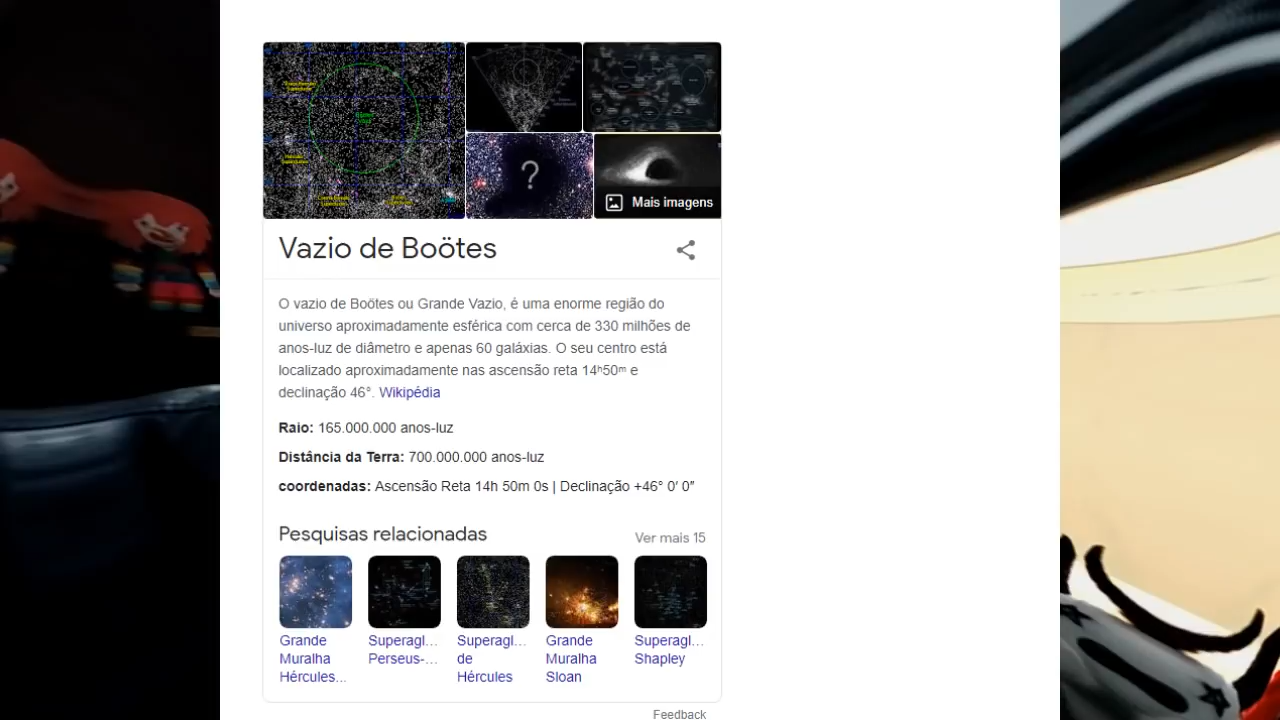 ?
Mais imagens
Vazio de Boötes
O vazio de Boötes ou Grande Vazio, é uma enorme região do
universo aproximadamente esférica com cerca de 330 milhões de
anos-luz de diâmetro e apenas 60 galáxias. O seu centro está
localizado aproximadamente nas ascensão reta 14ʰ50ᵐ e
declinação 46°. Wikipédia
Raio: 165.000.000 anos-luz
Distância da Terra: 700.000.000 anos-luz
coordenadas: Ascensão Reta 14h 50m 0s | Declinação +46° 0′ 0″
Pesquisas relacionadas
Ver mais 15
Grande
Muralha
Hércules...
Superagl...
Perseus-...
Superagl...
de
Hércules
Grande
Muralha
Sloan
Superagl...
Shapley
Feedback